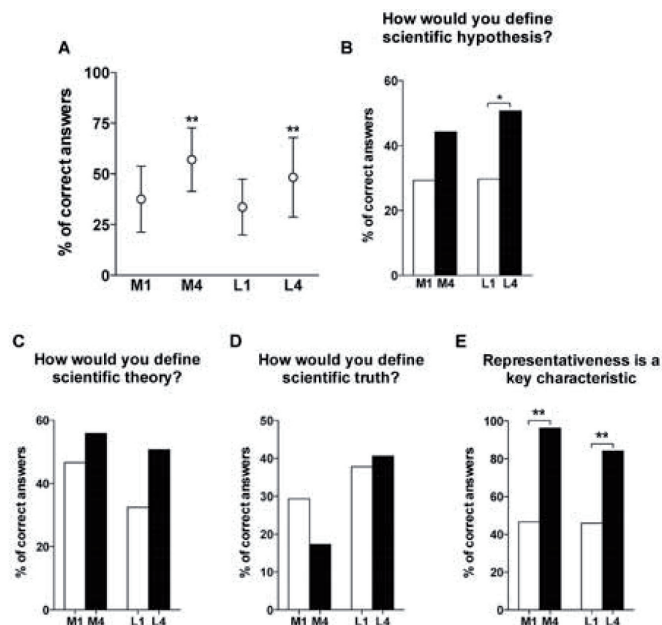 A
% of correct answers
100
75
50
25
0
**
**
M1 M4 L1 L4
B
How would you define
scientific hypothesis?
% of correct answers
60
40
20
0
*
M1 M4 L1 L4
C
How would you define
scientific theory?
% of correct answers
60
40
20
0
M1 M4 L1 L4
D
How would you define
scientific truth?
% of correct answers
50
40
30
20
10
0
M1 M4 L1 L4
E
Representativeness is a
key characteristic
% of correct answers
100
80
60
40
20
0
**
**
M1 M4 L1 L4